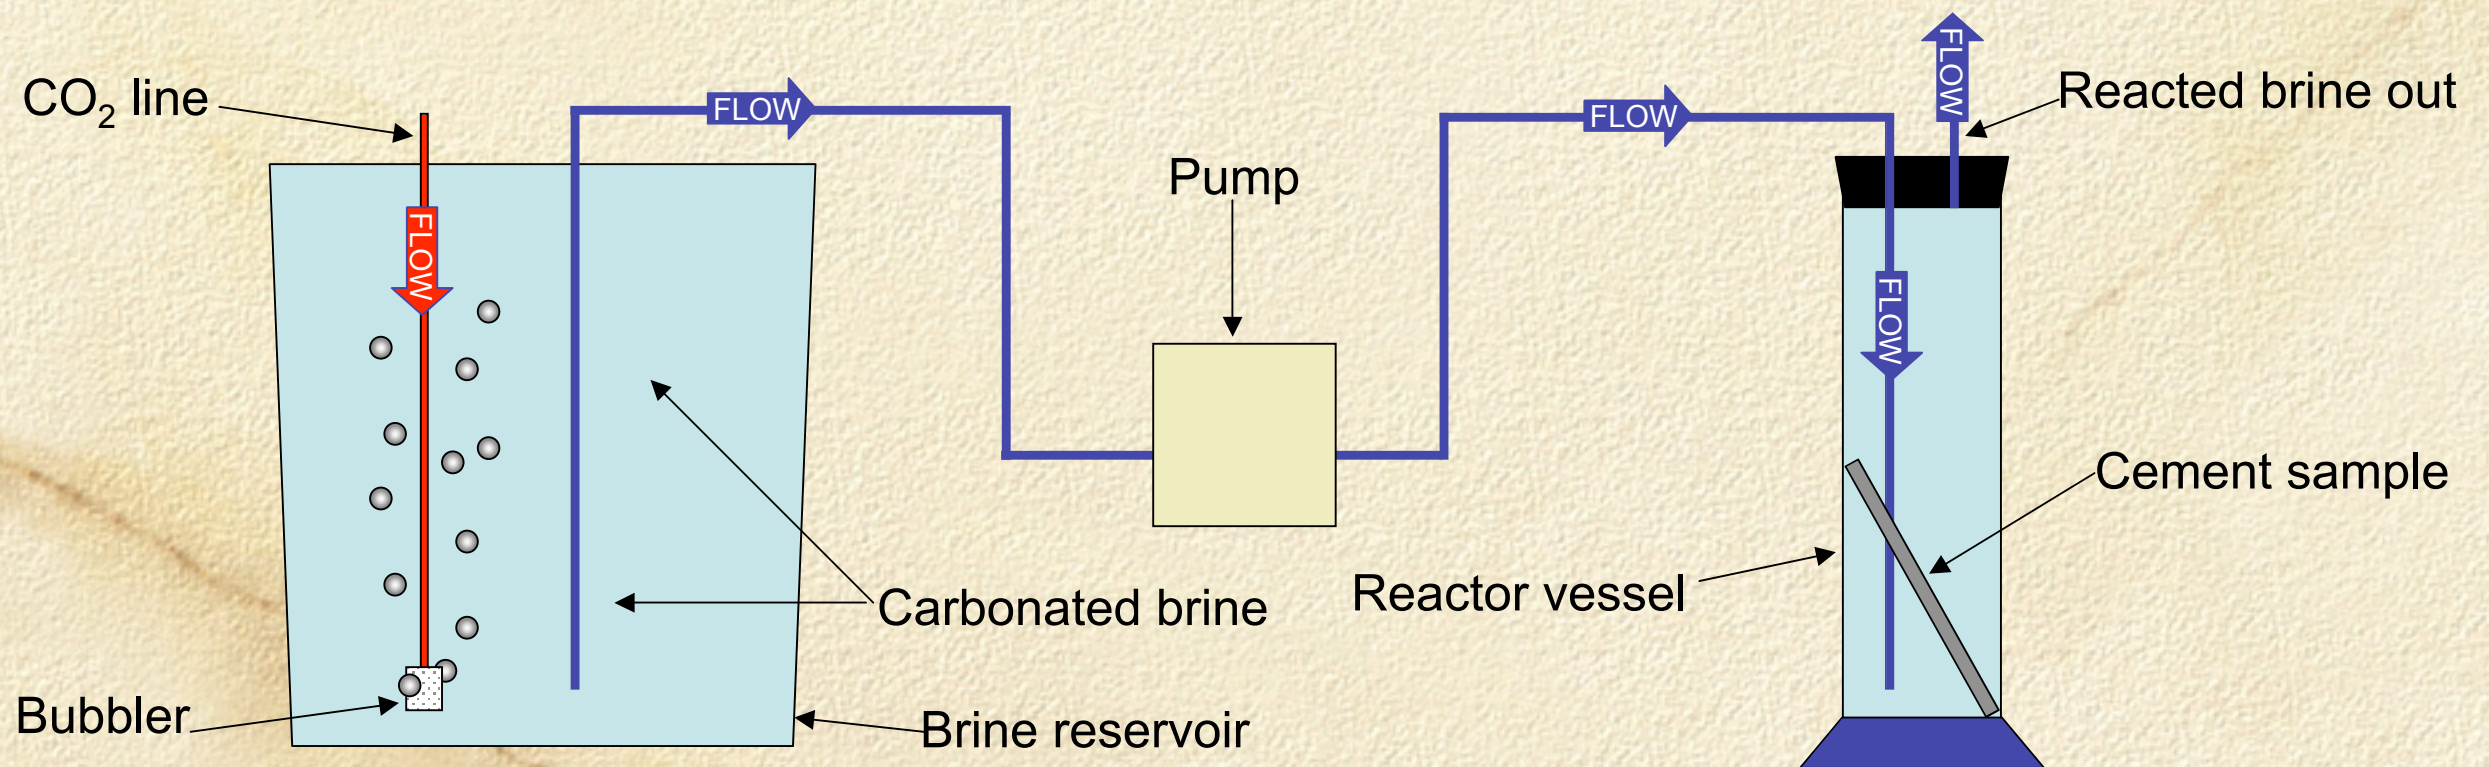 CO₂ line
FLOW
FLOW
FLOW
FLOW
Reacted brine out
Pump
FLOW
Cement sample
Reactor vessel
Carbonated brine
Bubbler
Brine reservoir